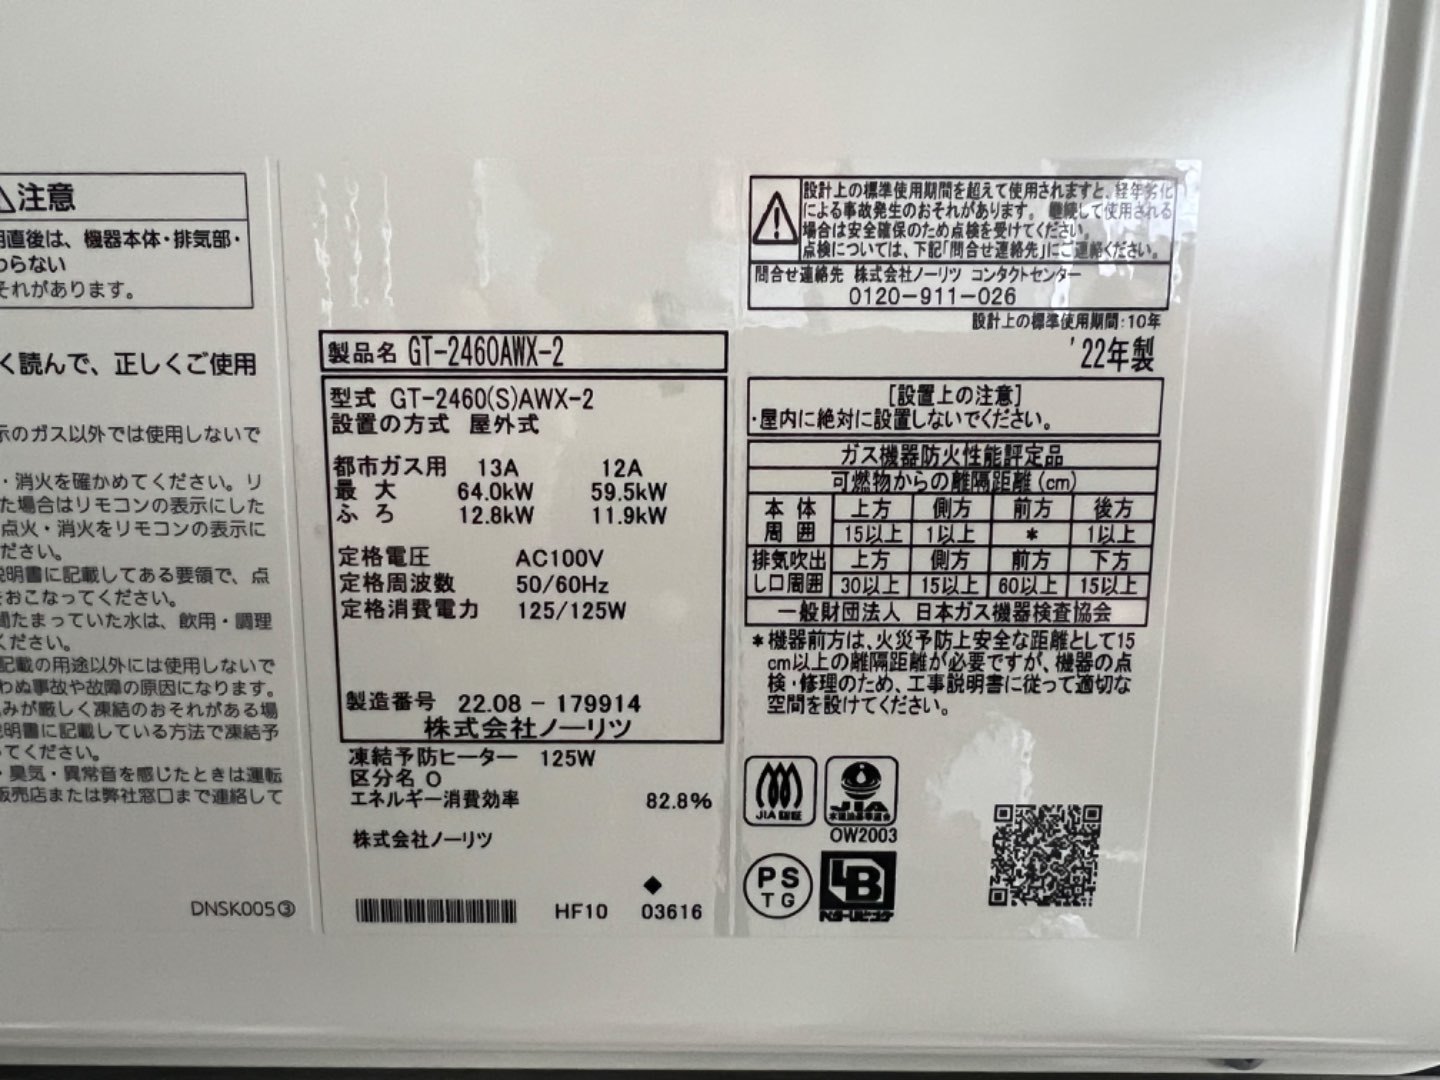 注意
直後は、機器本体・排気部・
わらない
それがあります。
く読んで、正しくご使用
示のガス以外では使用しないで
・消火を確かめてください。リ
た場合はリモコンの表示にした
点火・消火をリモコンの表示に
ださい。
説明書に記載してある要領で、点
をおこなってください。
間たまっていた水は、飲用・調理
ください。
記載の用途以外には使用しないで
わぬ事故や故障の原因になります。
みが厳しく凍結のおそれがある場
説明書に記載している方法で凍結予
ってください。
・臭気・異常音を感じたときは運転
販売店または弊社窓口まで連絡して
DNSK005③
製品名 GT-2460AWX-2
型式 GT-2460(S)AWX-2
設置の方式 屋外式
都市ガス用 13A 12A
最大 64.0kW 59.5kW
ふろ 12.8kW 11.9kW
定格電圧 AC100V
定格周波数 50/60Hz
定格消費電力 125/125W
製造番号 22.08 - 179914
株式会社ノーリツ
凍結予防ヒーター 125W
区分名 O
エネルギー消費効率 82.8%
株式会社ノーリツ
◆
HF10 03616
設計上の標準使用期間を超えて使用されますと、経年劣化
による事故発生のおそれがあります。 継続して使用される
場合は安全確保のため点検を受けてください。
点検については、下記「問合せ連絡先」にご連絡ください。
問合せ連絡先 株式会社ノーリツ コンタクトセンター
0120-911-026
設計上の標準使用期間:10年
'22年製
[設置上の注意]
・屋内に絶対に設置しないでください。
ガス機器防火性能評定品
可燃物からの離隔距離(cm)
本体 上方 側方 前方 後方
周囲 15以上 1以上 * 1以上
排気吹出 上方 側方 前方 下方
し口周囲 30以上 15以上 60以上 15以上
一般財団法人 日本ガス機器検査協会
*機器前方は、火災予防上安全な距離として15
cm以上の離隔距離が必要ですが、機器の点
検・修理のため、工事説明書に従って適切な
空間を設けてください。
JIA認証
JIA
OW2003
PS
TG
LB